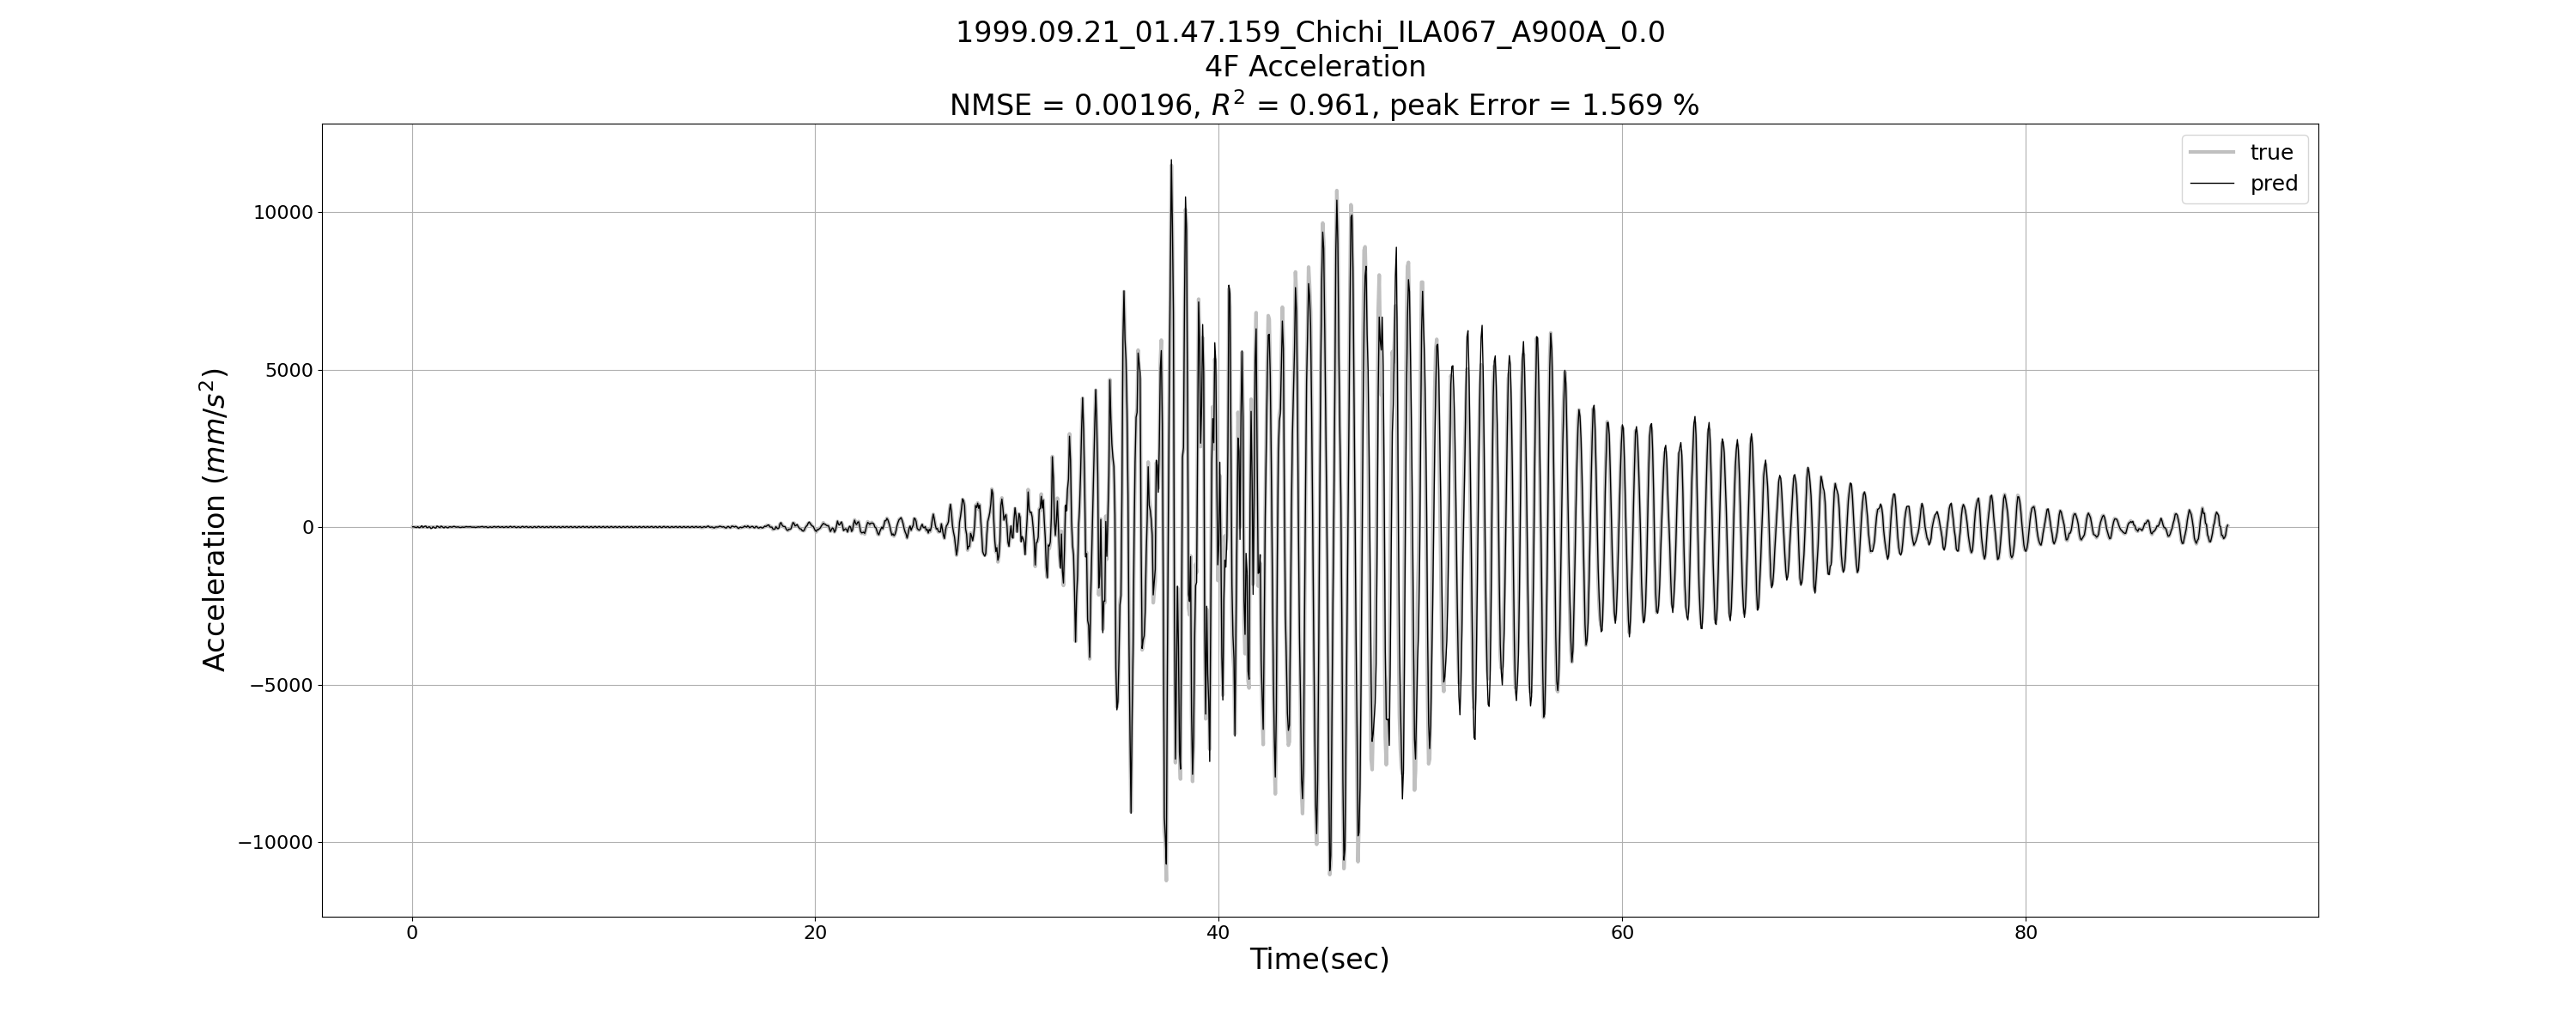 1999.09.21_01.47.159_Chichi_ILA067_A900A_0.0
4F Acceleration
NMSE = 0.00196, R² = 0.961, peak Error = 1.569 %
true
pred
10000
5000
0
−5000
−10000
Acceleration (mm/s²)
0
20
40
60
80
Time(sec)